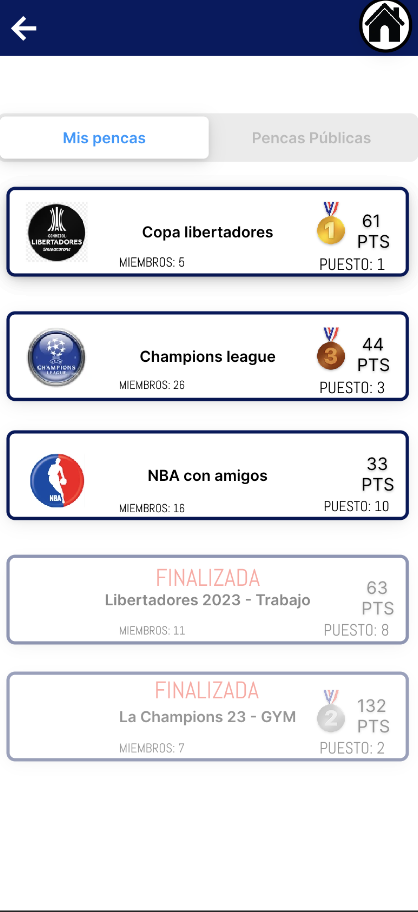 Mis pencas
Pencas Públicas
CONMEBOL
LIBERTADORES
Copa libertadores
MIEMBROS: 5
1
61
PTS
PUESTO: 1
CHAMPIONS
LEAGUE
Champions league
MIEMBROS: 26
3
44
PTS
PUESTO: 3
NBA
NBA con amigos
MIEMBROS: 16
33
PTS
PUESTO: 10
FINALIZADA
Libertadores 2023 - Trabajo
MIEMBROS: 11
63
PTS
PUESTO: 8
FINALIZADA
La Champions 23 - GYM
MIEMBROS: 7
2
132
PTS
PUESTO: 2